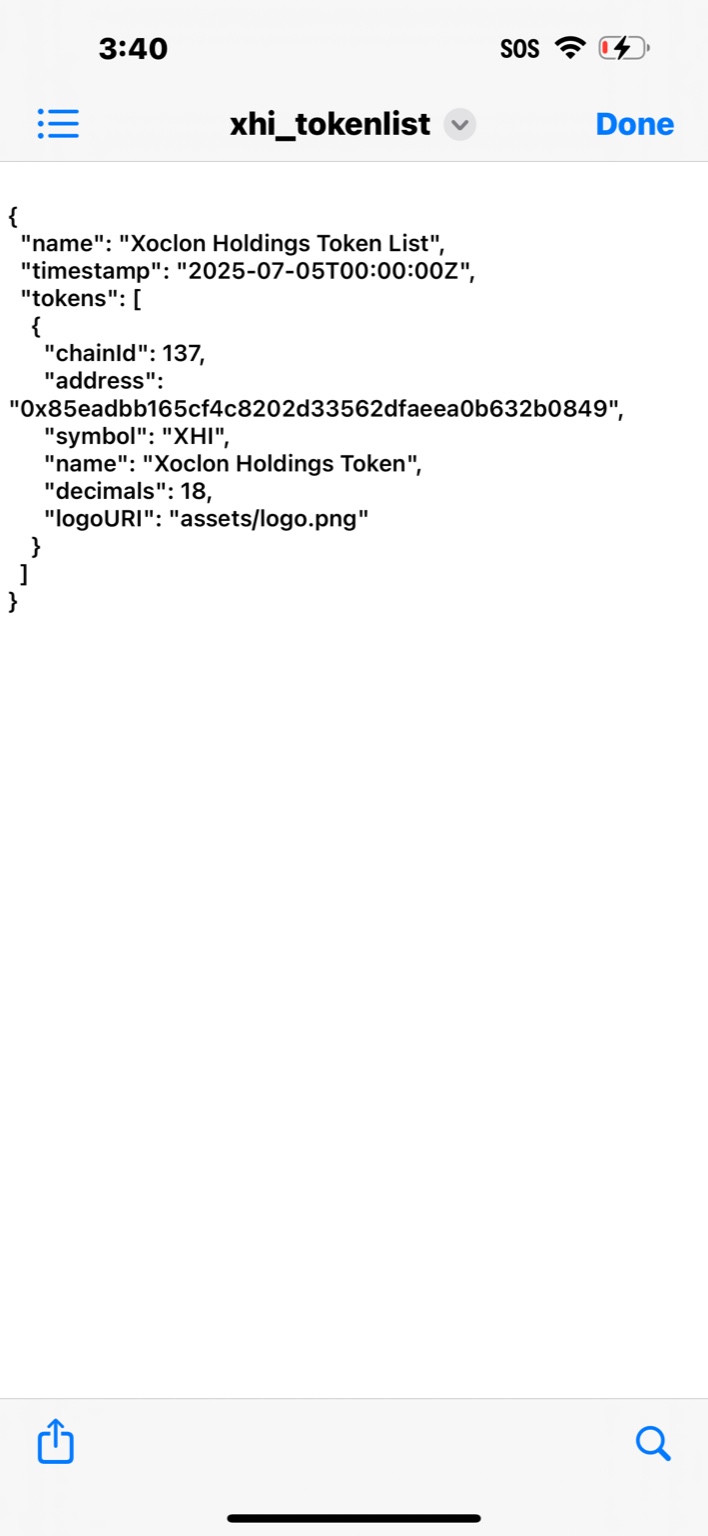 3:40
SOS
xhi_tokenlist
Done
{
"name": "Xoclon Holdings Token List",
"timestamp": "2025-07-05T00:00:00Z",
"tokens": [
{
"chainId": 137,
"address":
"0x85eadbb165cf4c8202d33562dfaeea0b632b0849",
"symbol": "XHI",
"name": "Xoclon Holdings Token",
"decimals": 18,
"logoURI": "assets/logo.png"
}
]
}